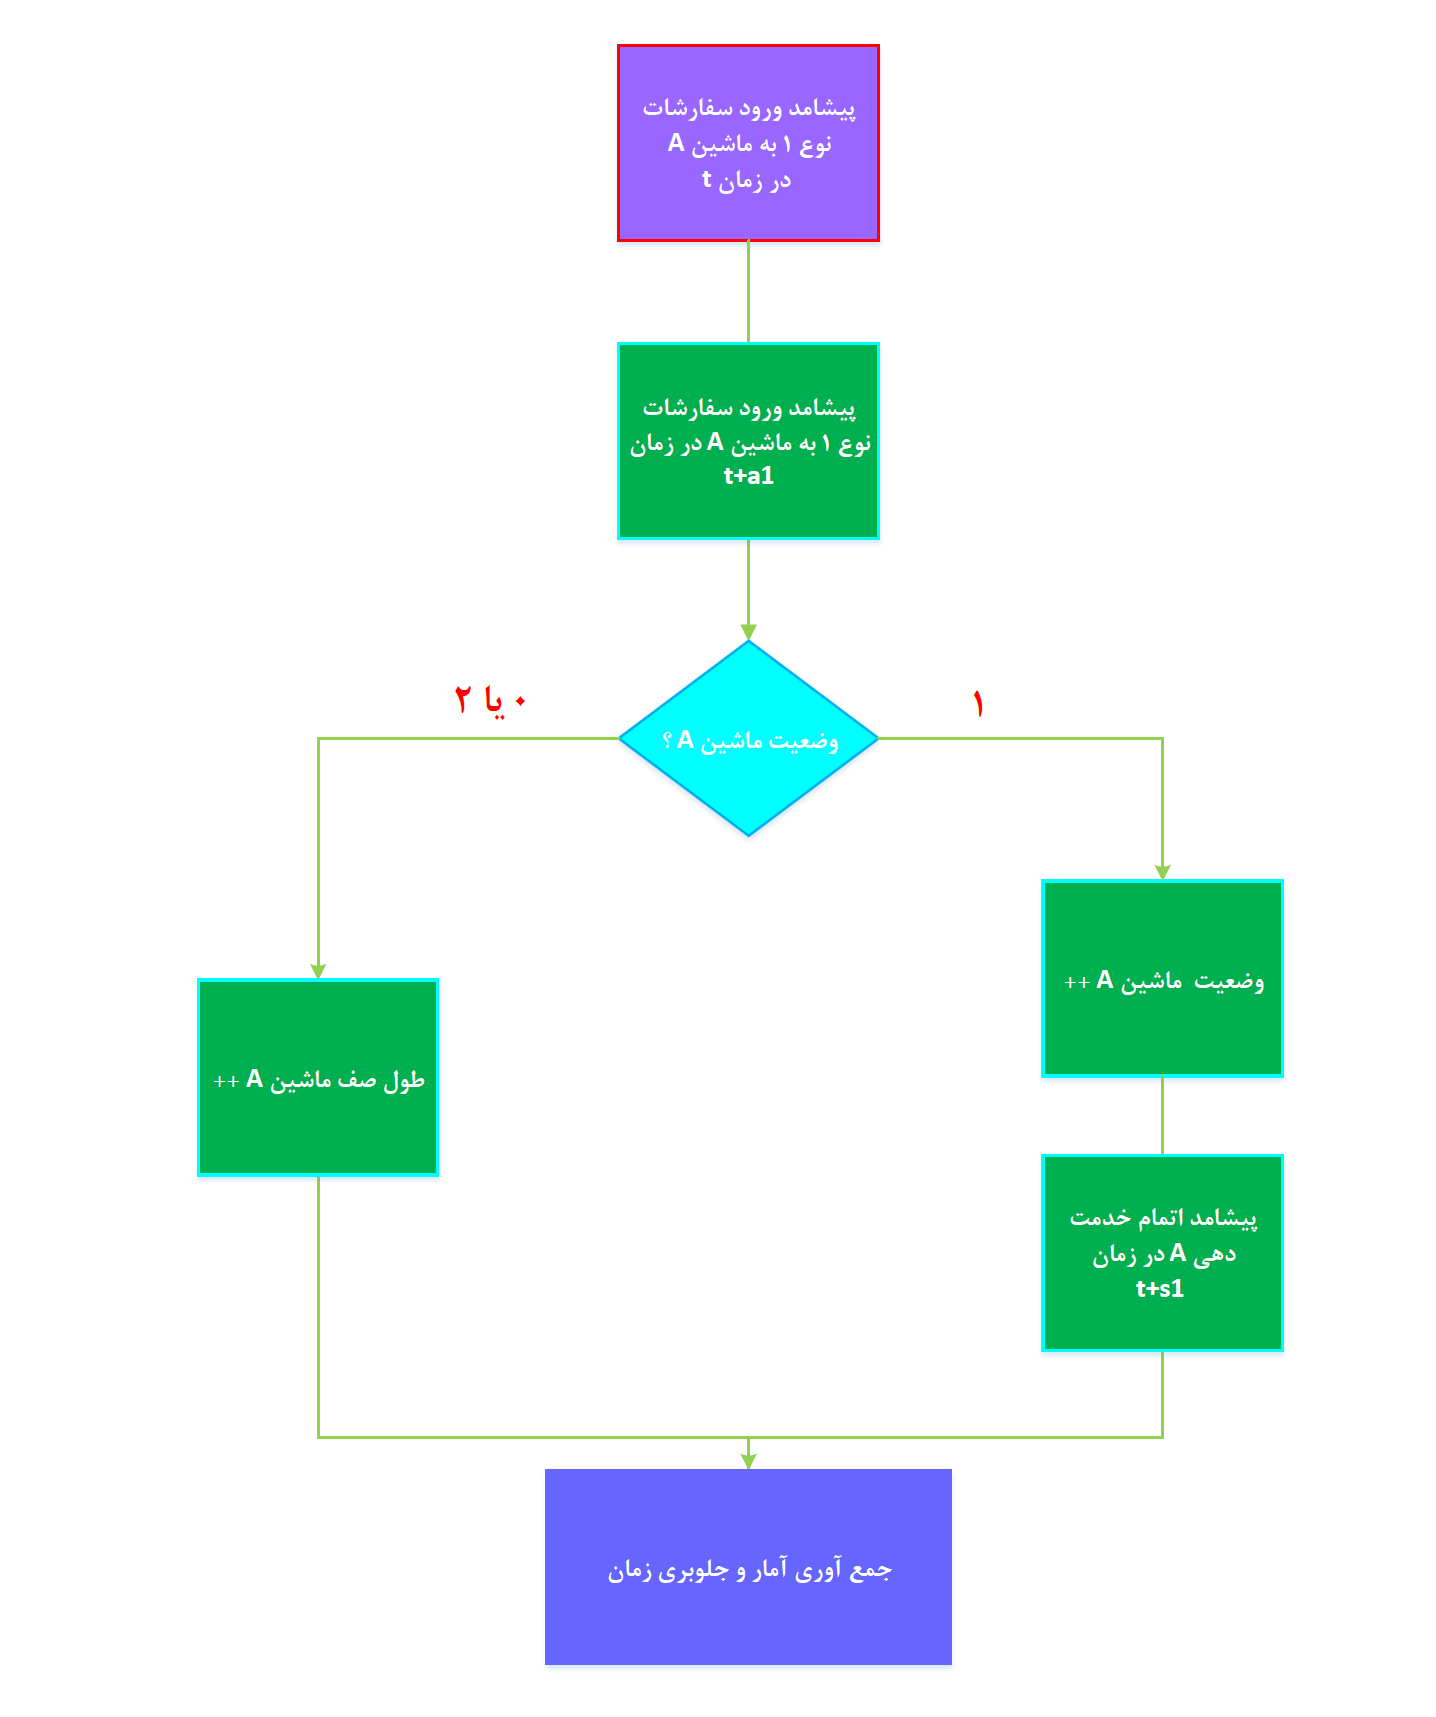 پیشامد ورود سفارشات
نوع ۱ به ماشین A
در زمان t
پیشامد ورود سفارشات
نوع ۱ به ماشین A در زمان
t+a1
۰ یا ۲
۱
وضعیت ماشین A ؟
وضعیت ماشین A ++
طول صف ماشین A ++
پیشامد اتمام خدمت
دهی A در زمان
t+s1
جمع آوری آمار و جلوبری زمان